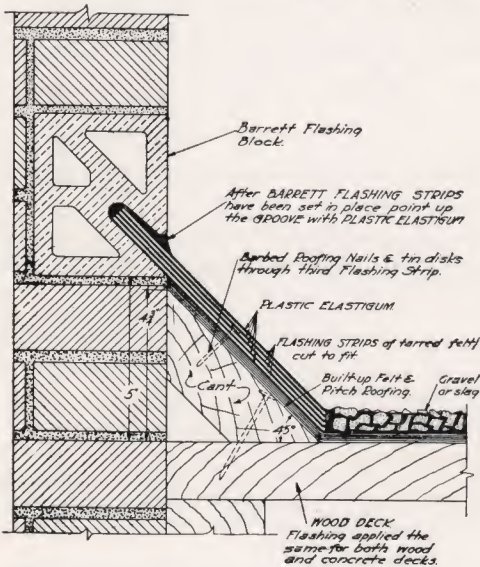 Barrett Flashing
Block.
After BARRETT FLASHING STRIPS
have been set in place point up
the GROOVE with PLASTIC ELASTIGUM
Barbed Roofing Nails & tin disks
through third Flashing Strip.
PLASTIC ELASTIGUM
FLASHING STRIPS of tarred felt
cut to fit
Built up Felt &
Pitch Roofing.
Gravel
or slag
Cant
5"
45°
WOOD DECK
Flashing applied the
same for both wood
and concrete decks.